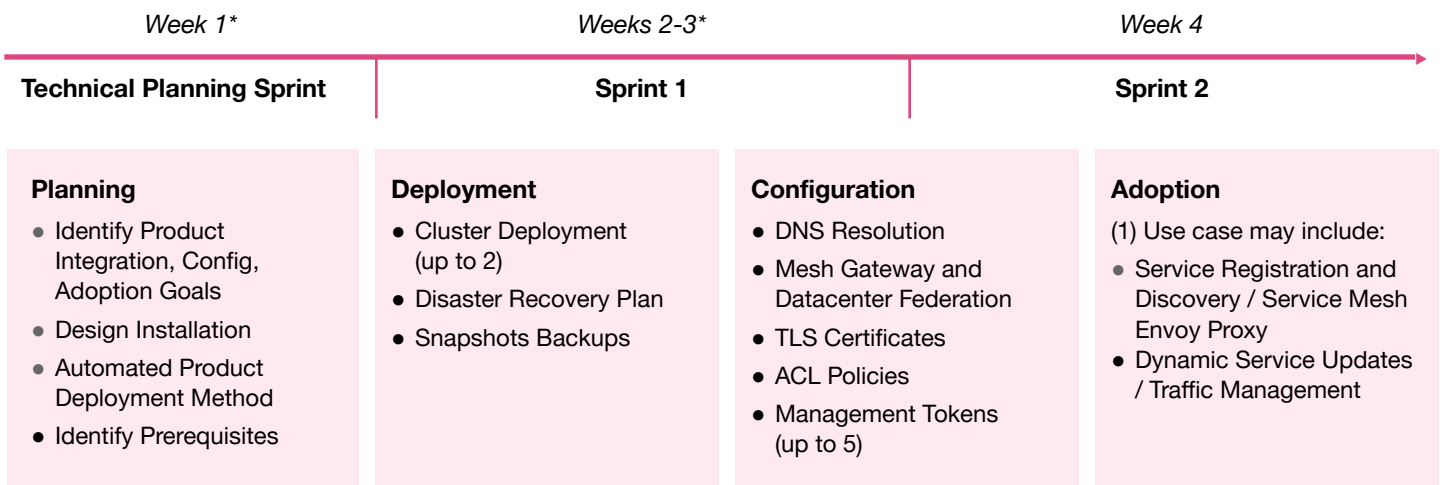 Week 1*
Weeks 2-3*
Week 4
Technical Planning Sprint
Sprint 1
Sprint 2
Planning
● Identify Product
Integration, Config,
Adoption Goals
● Design Installation
● Automated Product
Deployment Method
● Identify Prerequisites
Deployment
● Cluster Deployment
(up to 2)
● Disaster Recovery Plan
● Snapshots Backups
Configuration
● DNS Resolution
● Mesh Gateway and
Datacenter Federation
● TLS Certificates
● ACL Policies
● Management Tokens
(up to 5)
Adoption
(1) Use case may include:
● Service Registration and
Discovery / Service Mesh
Envoy Proxy
● Dynamic Service Updates
/ Traffic Management